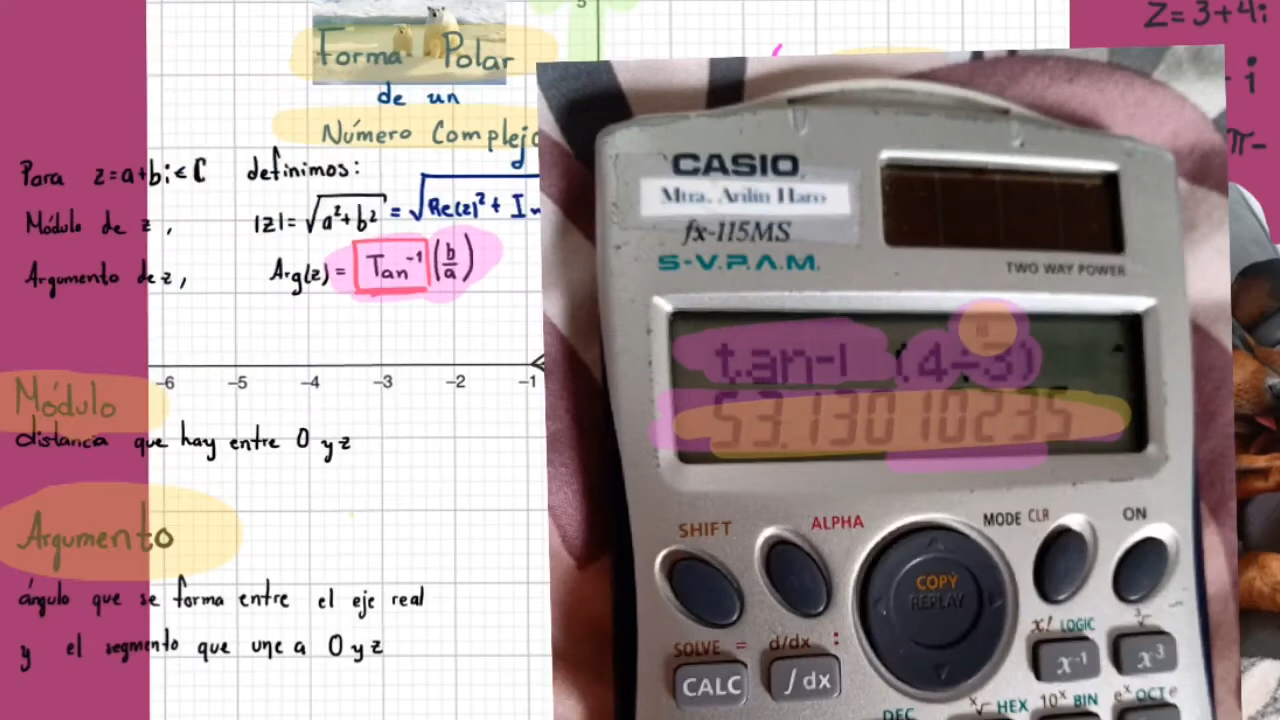 5
Z=3+4i
Forma Polar
de un
Número Complejo
i
π-
Para z=a+bi∈ℂ definimos:
Módulo de z, |z|= √a²+b² = √Re(z)²+
Argumento de z, Arg(z) = Tan⁻¹ (b/a)
-6 -5 -4 -3 -2 -1
Módulo
distancia que hay entre 0 y z
Argumento
ángulo que se forma entre el eje real
y el segmento que une a 0 y z
CASIO
Mtra. Arilín Haro
fx-115MS
S-V.P.A.M.
TWO WAY POWER
tan-1 (4÷3)
53.13010235
SHIFT ALPHA MODE CLR ON
COPY
REPLAY
SOLVE = d/dx : x! LOGIC ³√
CALC ∫dx x⁻¹ x³
DEC ˣ√ HEX 10ˣ BIN eˣ OCT e